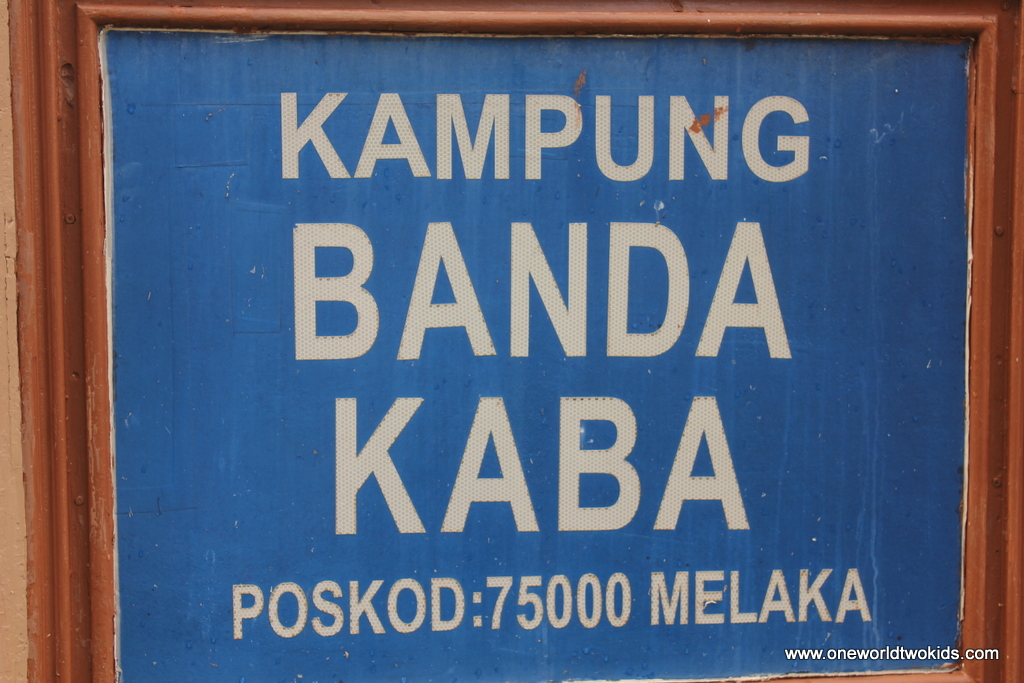 KAMPUNG
BANDA
KABA
POSKOD:75000 MELAKA
www.oneworldtwokids.com